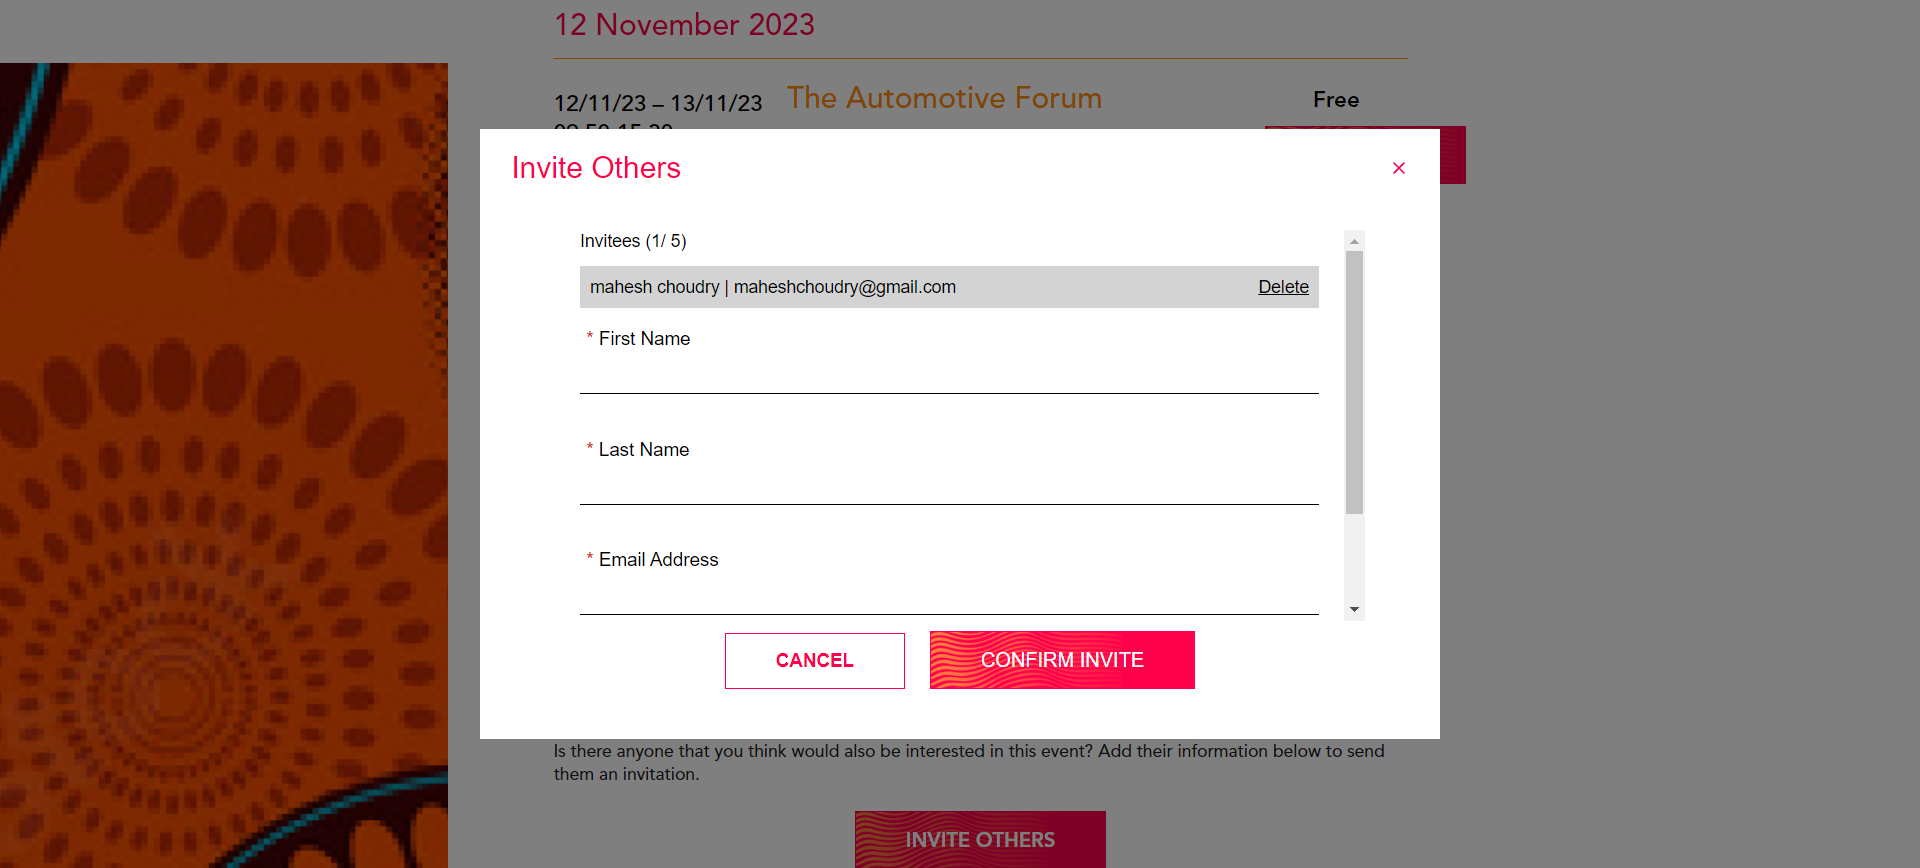 12 November 2023
12/11/23 – 13/11/23
The Automotive Forum
Free
Invite Others
×
Invitees (1/ 5)
mahesh choudry | maheshchoudry@gmail.com
Delete
* First Name
* Last Name
* Email Address
CANCEL
CONFIRM INVITE
Is there anyone that you think would also be interested in this event? Add their information below to send
them an invitation.
INVITE OTHERS